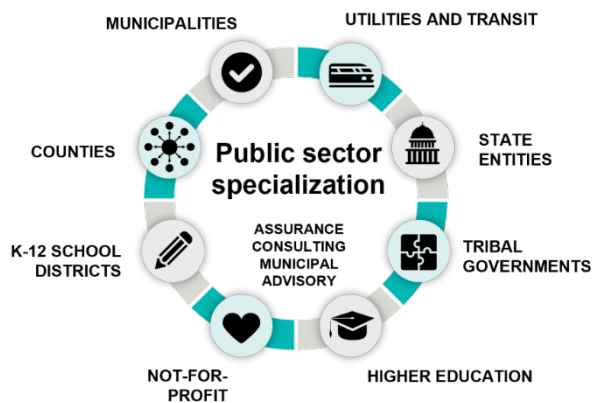 MUNICIPALITIES
UTILITIES AND TRANSIT
COUNTIES
Public sector
specialization
STATE
ENTITIES
K-12 SCHOOL
DISTRICTS
ASSURANCE
CONSULTING
MUNICIPAL
ADVISORY
TRIBAL
GOVERNMENTS
NOT-FOR-
PROFIT
HIGHER EDUCATION